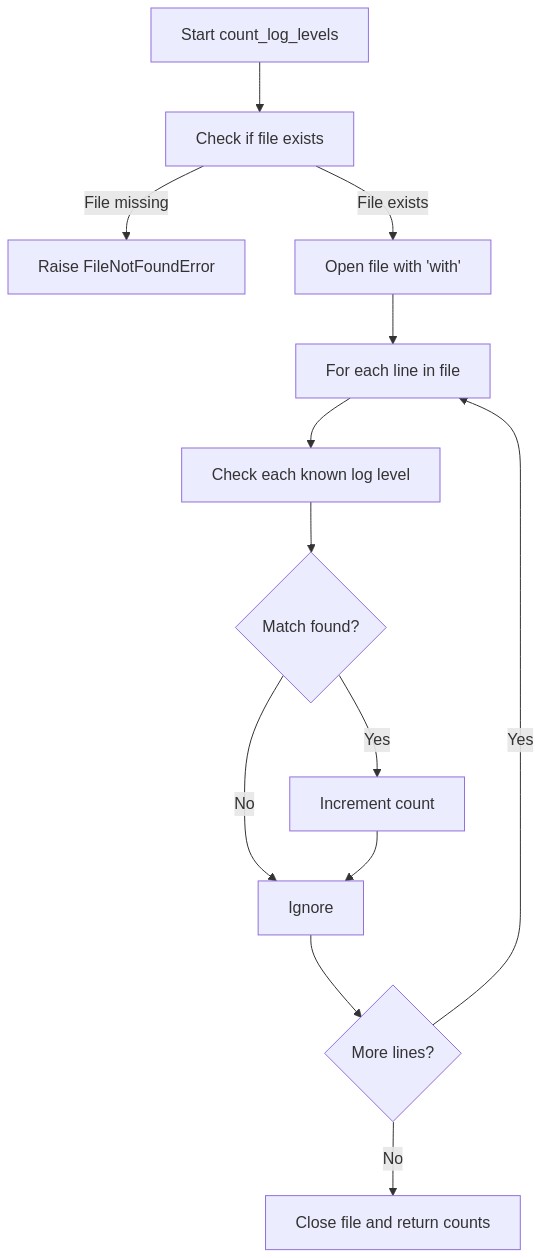 Start count_log_levels
Check if file exists
File missing
File exists
Raise FileNotFoundError
Open file with 'with'
For each line in file
Check each known log level
Match found?
Yes
Yes
No
Increment count
Ignore
More lines?
No
Close file and return counts